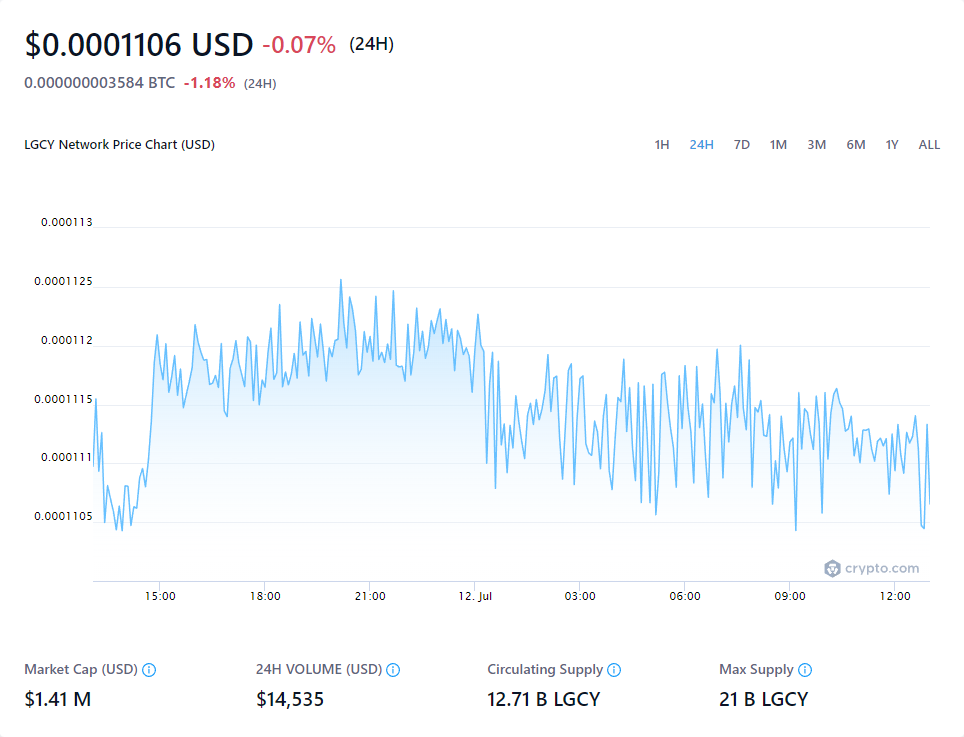 $0.0001106 USD -0.07% (24H)
0.000000003584 BTC -1.18% (24H)
LGCY Network Price Chart (USD) 1H 24H 7D 1M 3M 6M 1Y ALL
0.000113
0.0001125
0.000112
0.0001115
0.000111
0.0001105
crypto.com
15:00 18:00 21:00 12. Jul 03:00 06:00 09:00 12:00
Market Cap (USD) 24H VOLUME (USD) Circulating Supply Max Supply
$1.41 M $14,535 12.71 B LGCY 21 B LGCY